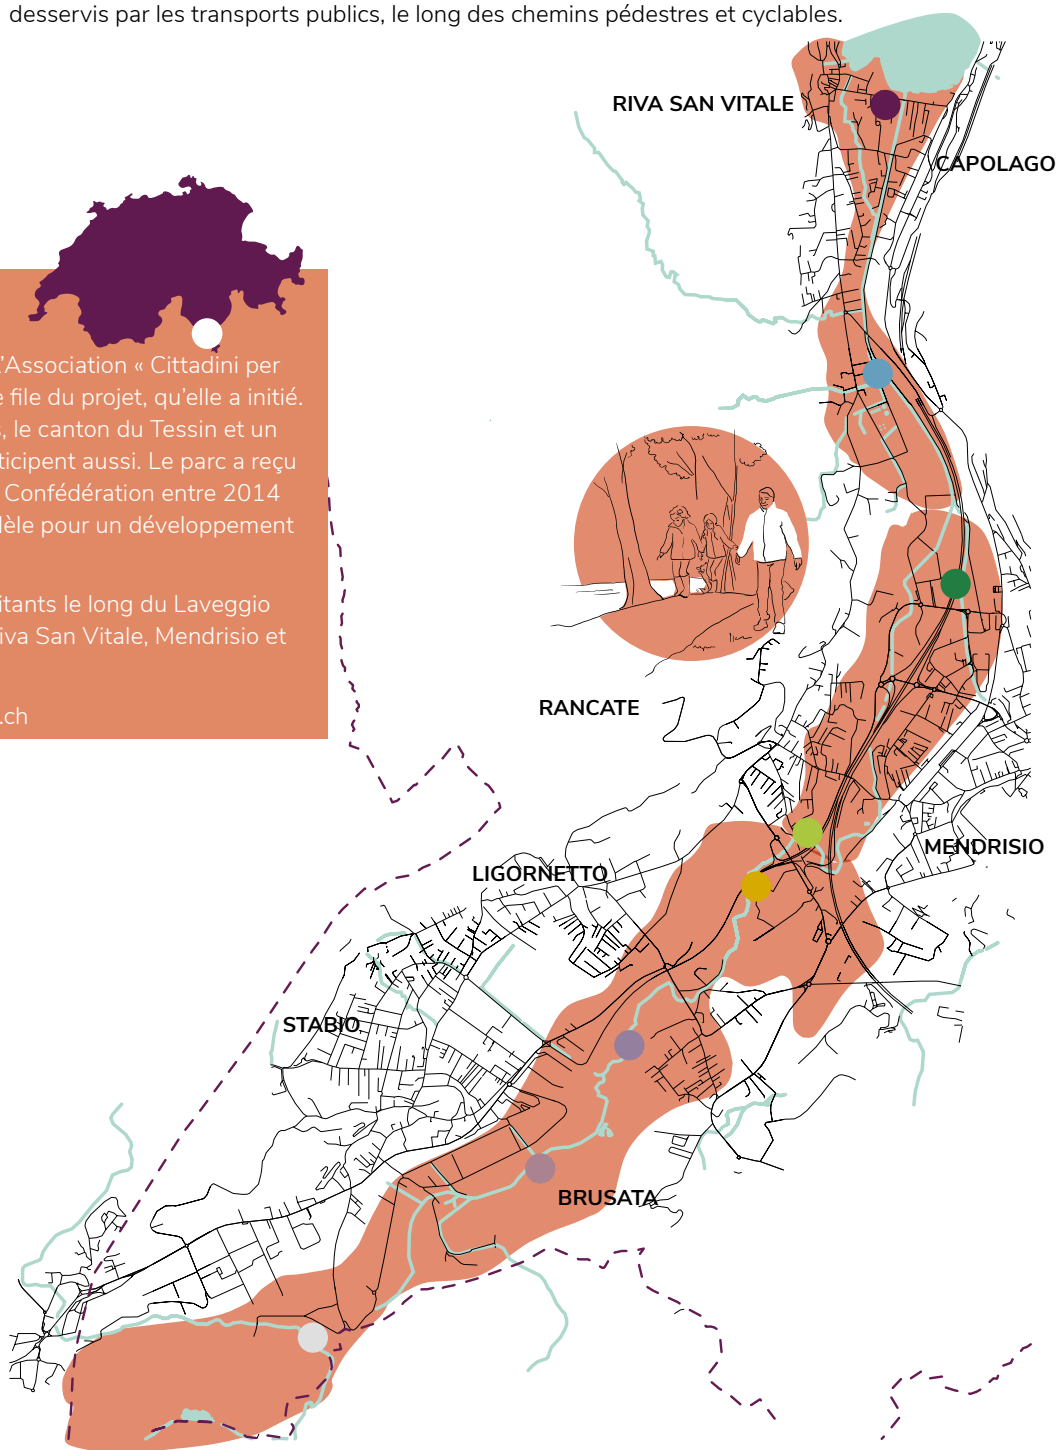 desservis par les transports publics, le long des chemins pédestres et cyclables.
RIVA SAN VITALE
CAPOLAGO
l'Association « Cittadini per
file du projet, qu'elle a initié.
, le canton du Tessin et un
ticipent aussi. Le parc a reçu
Confédération entre 2014
dèle pour un développement
itants le long du Laveggio
iva San Vitale, Mendrisio et
.ch
RANCATE
MENDRISIO
LIGORNETTO
STABIO
BRUSATA